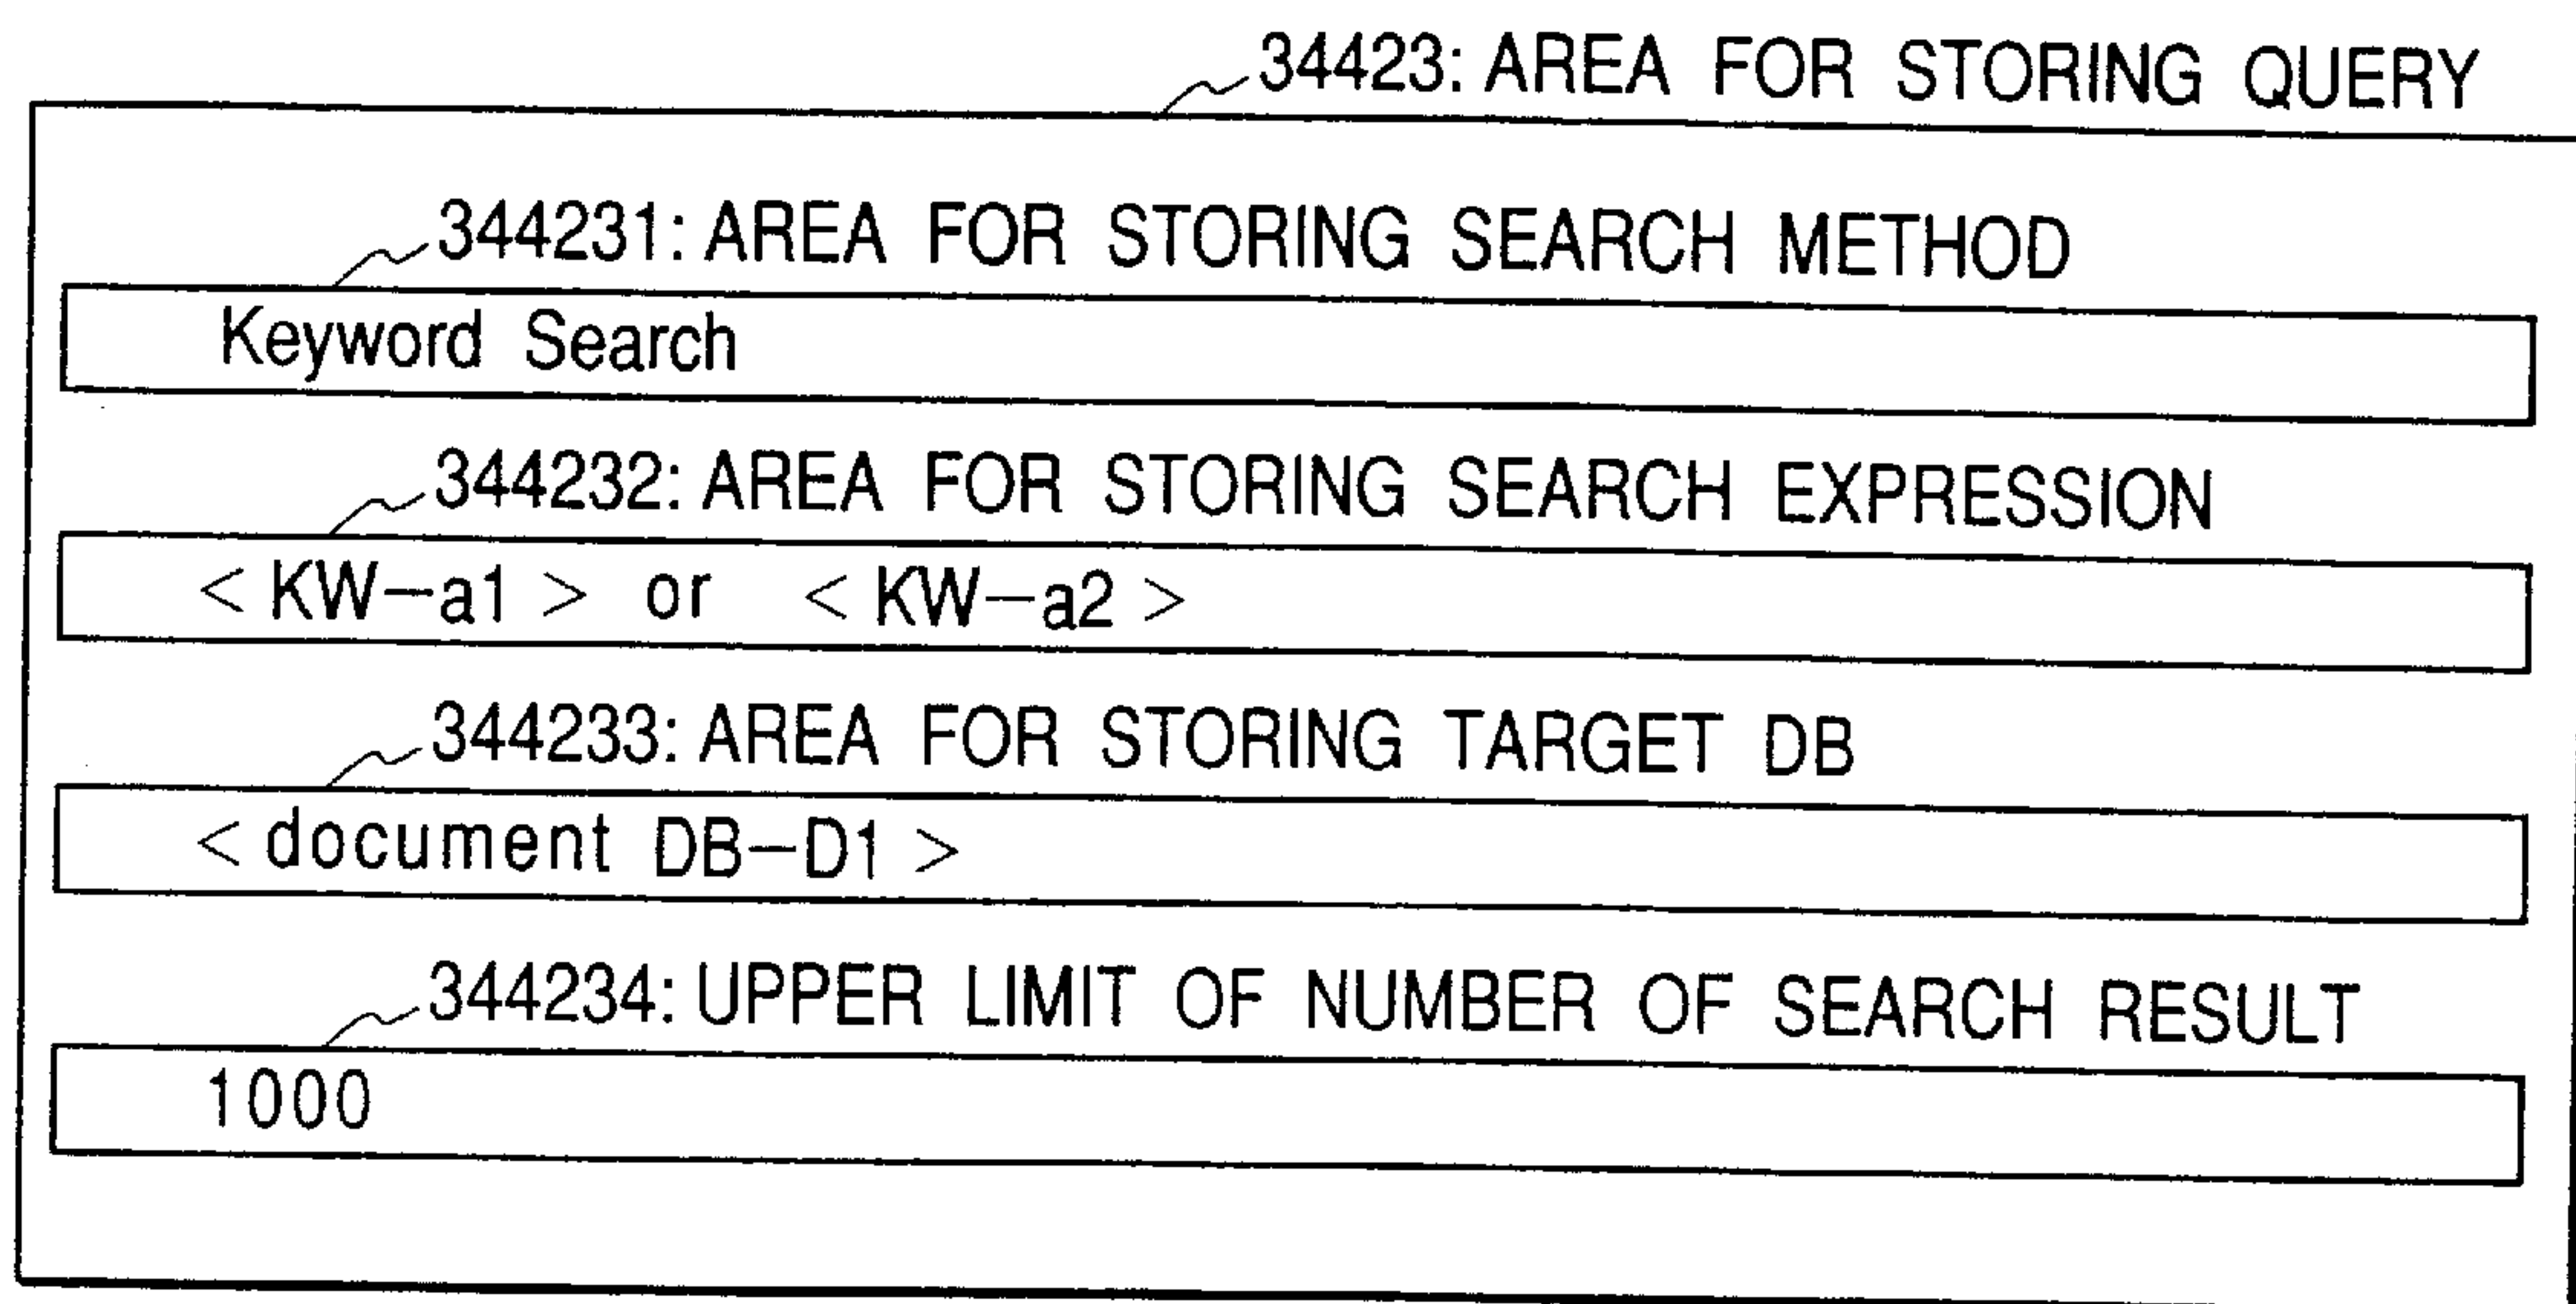 34423: AREA FOR STORING QUERY
344231: AREA FOR STORING SEARCH METHOD
Keyword Search
344232: AREA FOR STORING SEARCH EXPRESSION
< KW-a1 > or < KW-a2 >
344233: AREA FOR STORING TARGET DB
< document DB-D1 >
344234: UPPER LIMIT OF NUMBER OF SEARCH RESULT
1000